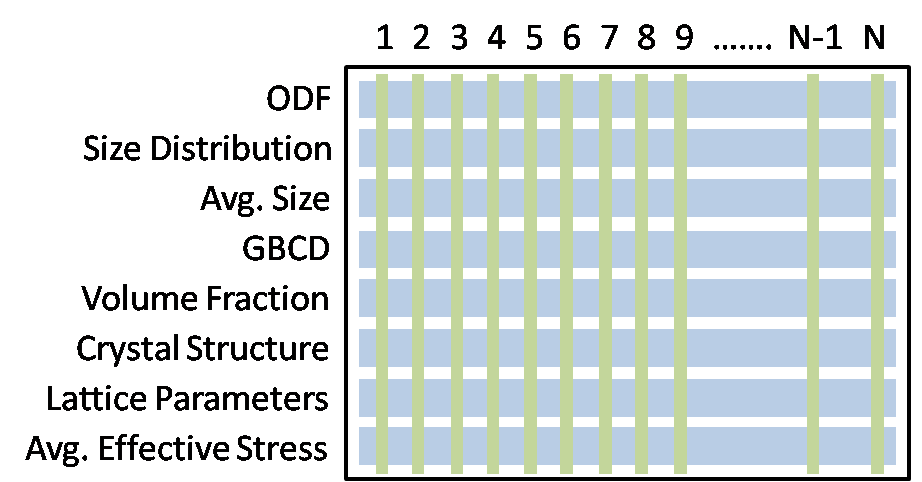 1 2 3 4 5 6 7 8 9 ....... N-1 N
ODF
Size Distribution
Avg. Size
GBCD
Volume Fraction
Crystal Structure
Lattice Parameters
Avg. Effective Stress